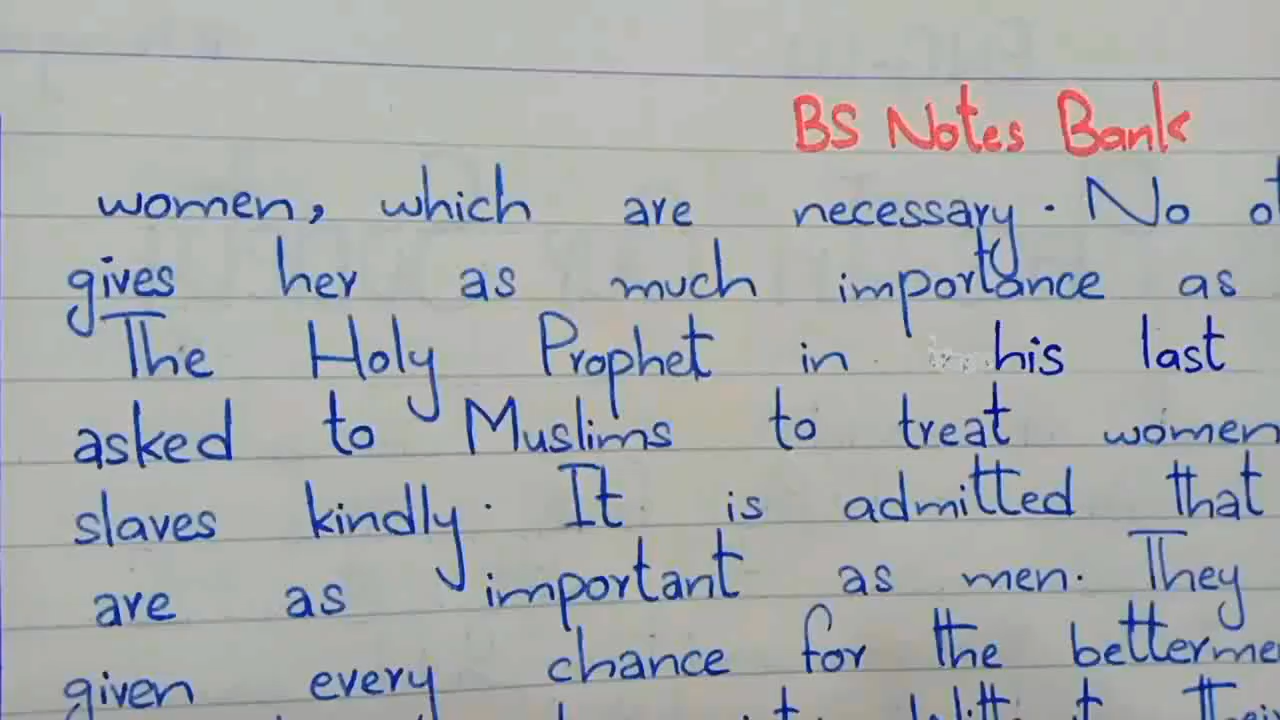 BS Notes Bank
women, which are necessary. No
gives her as much importance as
The Holy Prophet in his last
asked to Muslims to treat women
slaves kindly. It is admitted that
are as important as men. They
given every chance for the betterme